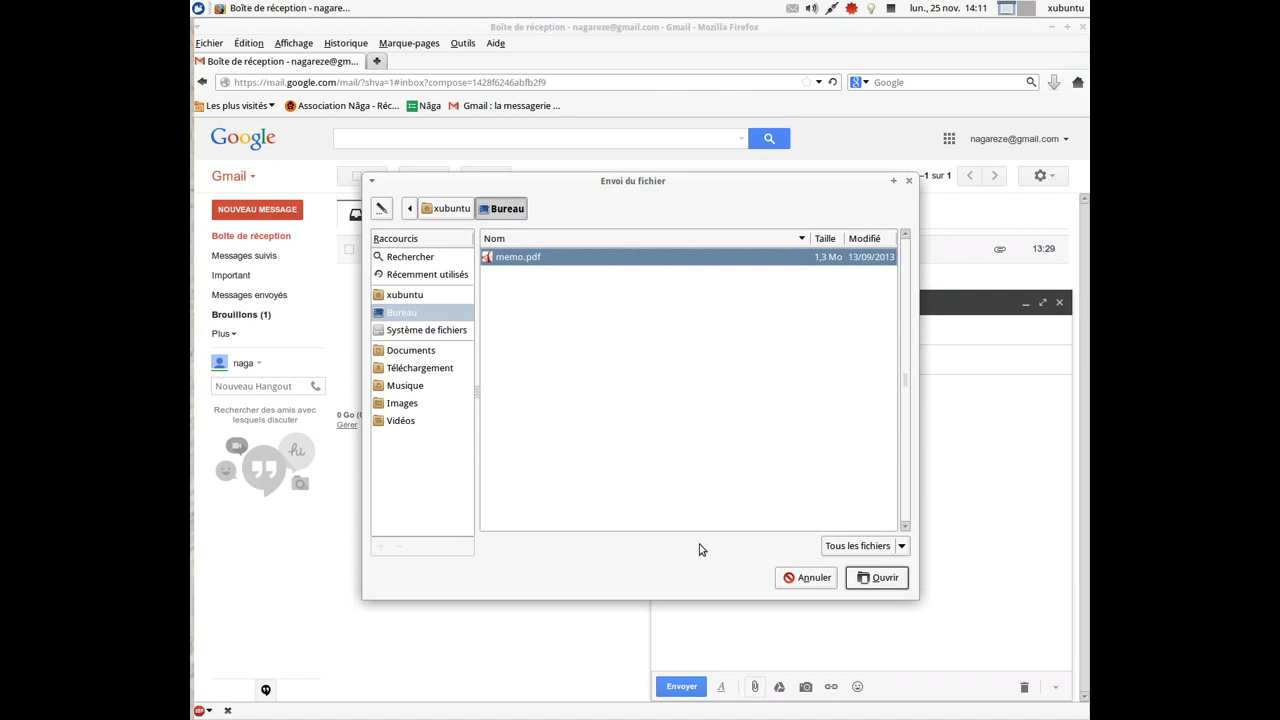 Boîte de réception - nagare...
lun., 25 nov. 14:11
xubuntu
Boîte de réception - nagareze@gmail.com - Gmail - Mozilla Firefox
Fichier Édition Affichage Historique Marque-pages Outils Aide
Boîte de réception - nagareze@gm...
https://mail.google.com/mail/?shva=1#inbox?compose=1428f6246abfb2f9
Google
Les plus visités
Association Nâga - Réc...
Nâga
Gmail : la messagerie ...
Google
nagareze@gmail.com
Gmail
–1 sur 1
NOUVEAU MESSAGE
Boîte de réception
Messages suivis
Important
Messages envoyés
Brouillons (1)
Plus
naga
Nouveau Hangout
Rechercher des amis avec
lesquels discuter
hi
13:29
0 Go (
Gérer
Envoi du fichier
xubuntu
Bureau
Raccourcis
Rechercher
Récemment utilisés
xubuntu
Bureau
Système de fichiers
Documents
Téléchargement
Musique
Images
Vidéos
Nom Taille Modifié
memo.pdf 1,3 Mo 13/09/2013
Tous les fichiers
Annuler
Ouvrir
Envoyer
ABP